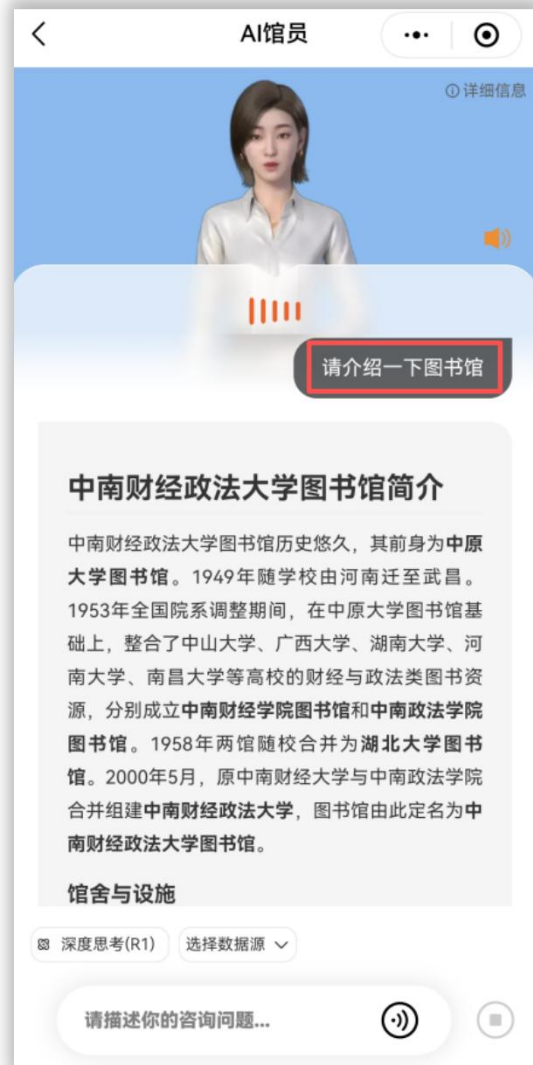 AI馆员
详细信息
请介绍一下图书馆
中南财经政法大学图书馆简介
中南财经政法大学图书馆历史悠久，其前身为中原
大学图书馆。1949年随学校由河南迁至武昌。
1953年全国院系调整期间，在中原大学图书馆基
础上，整合了中山大学、广西大学、湖南大学、河
南大学、南昌大学等高校的财经与政法类图书资
源，分别成立中南财经学院图书馆和中南政法学院
图书馆。1958年两馆随校合并为湖北大学图书
馆。2000年5月，原中南财经大学与中南政法学院
合并组建中南财经政法大学，图书馆由此定名为中
南财经政法大学图书馆。
馆舍与设施
深度思考(R1) 选择数据源
请描述你的咨询问题...